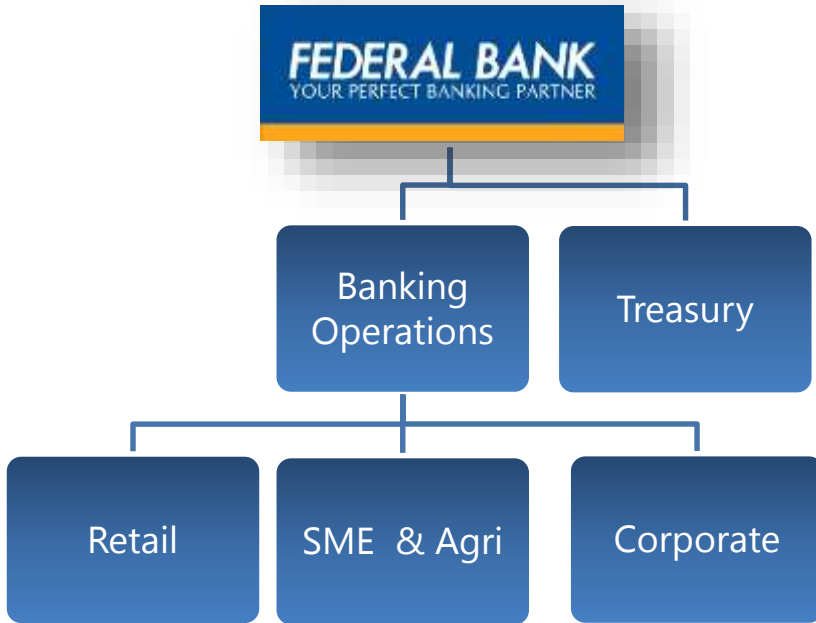 FEDERAL BANK
YOUR PERFECT BANKING PARTNER
Banking
Operations
Treasury
Retail
SME & Agri
Corporate